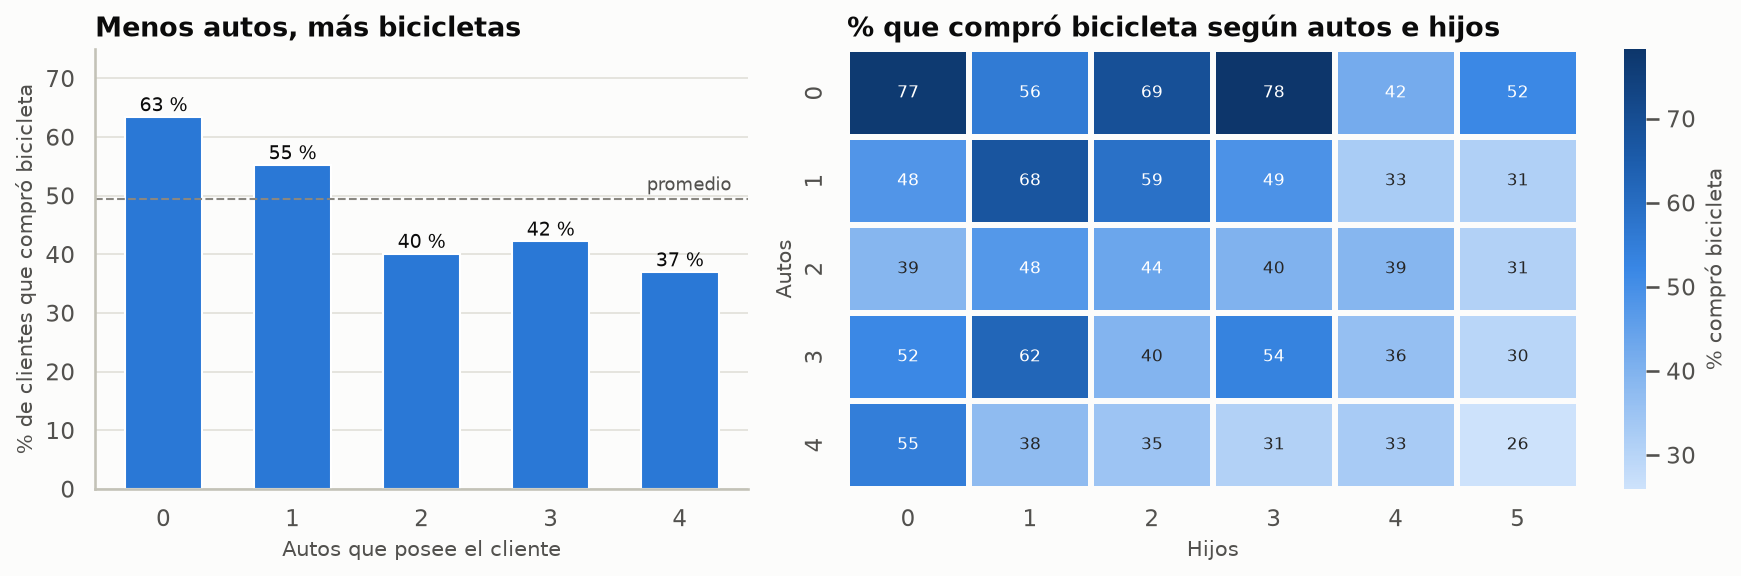 Menos autos, más bicicletas
% de clientes que compró bicicleta
70
60
50
40
30
20
10
0
63 %
55 %
40 %
42 %
37 %
promedio
0 1 2 3 4
Autos que posee el cliente
% que compró bicicleta según autos e hijos
Autos
0 77 56 69 78 42 52
1 48 68 59 49 33 31
2 39 48 44 40 39 31
3 52 62 40 54 36 30
4 55 38 35 31 33 26
0 1 2 3 4 5
Hijos
70
60
50
40
30
% compró bicicleta